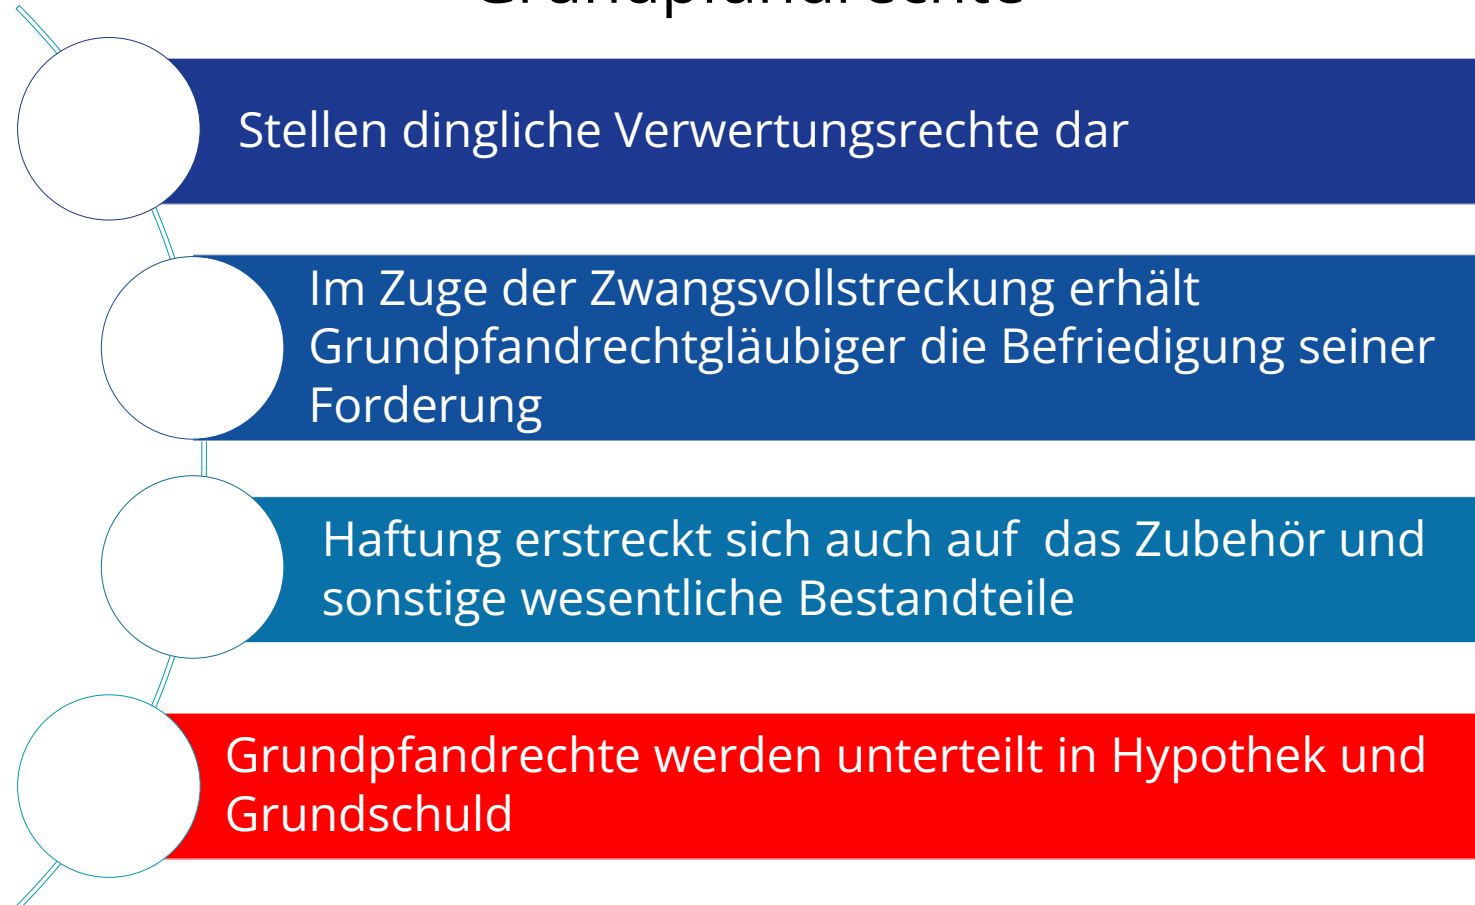 Grundpfandrechte
Stellen dingliche Verwertungsrechte dar
Im Zuge der Zwangsvollstreckung erhält
Grundpfandrechtgläubiger die Befriedigung seiner
Forderung
Haftung erstreckt sich auch auf  das Zubehör und
sonstige wesentliche Bestandteile
Grundpfandrechte werden unterteilt in Hypothek und
Grundschuld